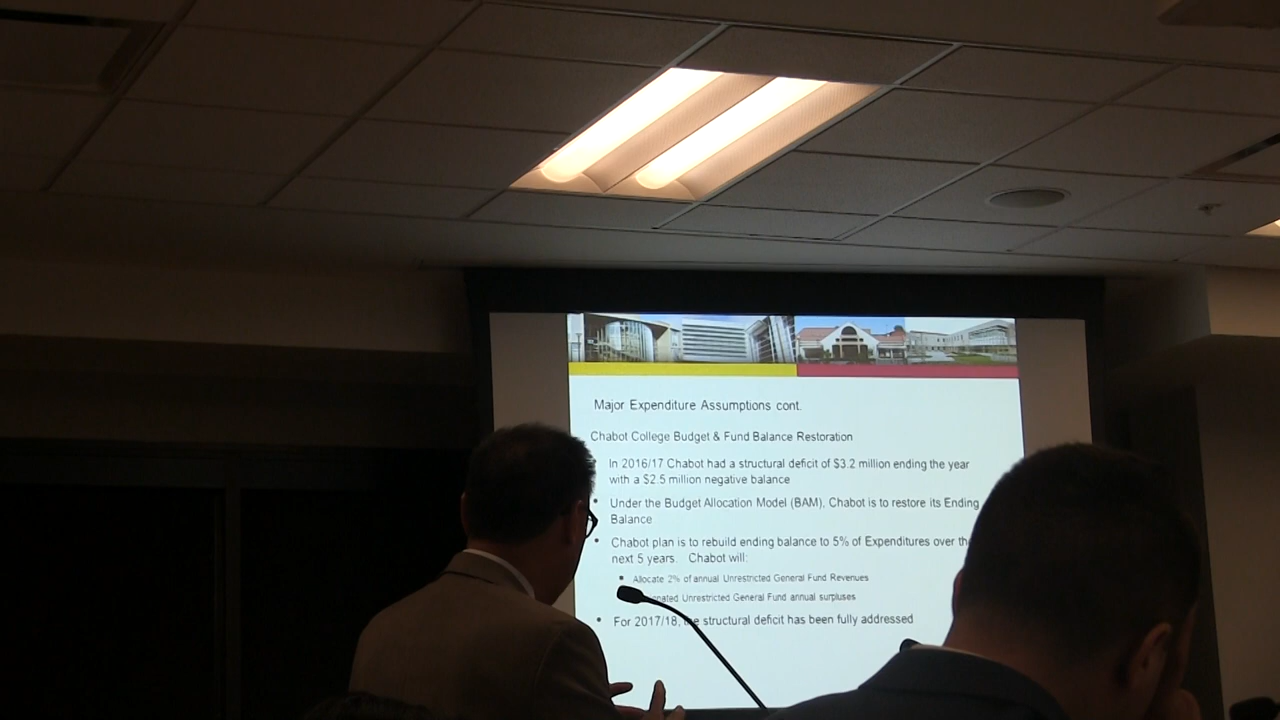 Major Expenditure Assumptions cont.
Chabot College Budget & Fund Balance Restoration
In 2016/17 Chabot had a structural deficit of $3.2 million ending the year
with a $2.5 million negative balance
• Under the Budget Allocation Model (BAM), Chabot is to restore its Ending
Balance
• Chabot plan is to rebuild ending balance to 5% of Expenditures over the
next 5 years. Chabot will:
• Allocate 2% of annual Unrestricted General Fund Revenues
Unrestricted General Fund annual surpluses
• For 2017/18, the structural deficit has been fully addressed